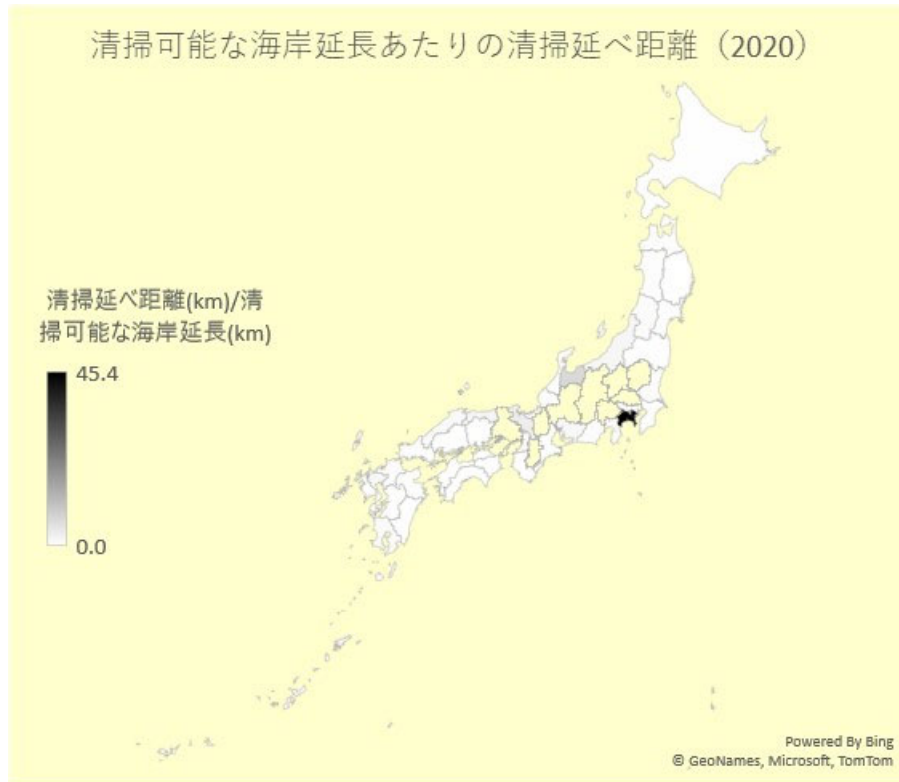 清掃可能な海岸延長あたりの清掃延べ距離（2020）
清掃延べ距離(km)/清
掃可能な海岸延長(km)
45.4
0.0
Powered By Bing
© GeoNames, Microsoft, TomTom